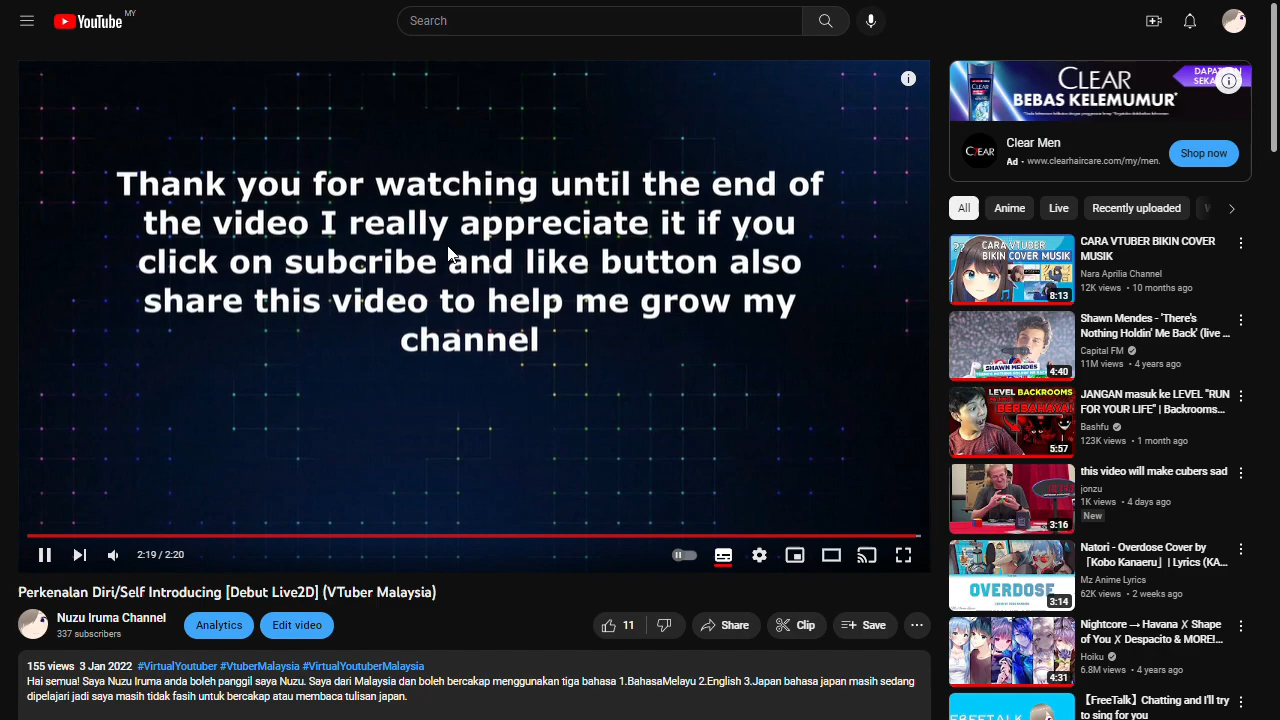 YouTube MY
Search
Thank you for watching until the end of
the video I really appreciate it if you
click on subcribe and like button also
share this video to help me grow my
channel
2:19 / 2:20
Perkenalan Diri/Self Introducing [Debut Live2D] (VTuber Malaysia)
Nuzu Iruma Channel
337 subscribers
Analytics
Edit video
11
Share
Clip
Save
155 views 3 Jan 2022 #VirtualYoutuber #VtuberMalaysia #VirtualYoutuberMalaysia
Hai semua! Saya Nuzu Iruma anda boleh panggil saya Nuzu. Saya dari Malaysia dan boleh bercakap menggunakan tiga bahasa 1.BahasaMelayu 2.English 3.Japan bahasa japan masih sedang
dipelajari jadi saya masih tidak fasih untuk bercakap atau membaca tulisan japan.
CLEAR
BEBAS KELEMUMUR*
CLEAR
Clear Men
Ad • www.clearhaircare.com/my/men.
Shop now
All
Anime
Live
Recently uploaded
CARA VTUBER
BIKIN COVER MUSIK
8:13
CARA VTUBER BIKIN COVER
MUSIK
Nara Aprilia Channel
12K views • 10 months ago
SHAWN MENDES
4:40
Shawn Mendes - 'There's
Nothing Holdin' Me Back' (live ...
Capital FM
11M views • 4 years ago
LEVEL BACKROOMS
BERBAHAYA!
5:57
JANGAN masuk ke LEVEL "RUN
FOR YOUR LIFE" | Backrooms...
Bashfu
123K views • 1 month ago
3:16
this video will make cubers sad
jonzu
1K views • 4 days ago
New
OVERDOSE
3:14
Natori - Overdose Cover by
「Kobo Kanaeru」 | Lyrics (KA...
Mz Anime Lyrics
62K views • 2 weeks ago
4:31
Nightcore → Havana ✗ Shape
of You ✗ Despacito & MORE!...
Hoiku
6.8M views • 4 years ago
FREETALK
【FreeTalk】Chatting and I'll try
to sing for you